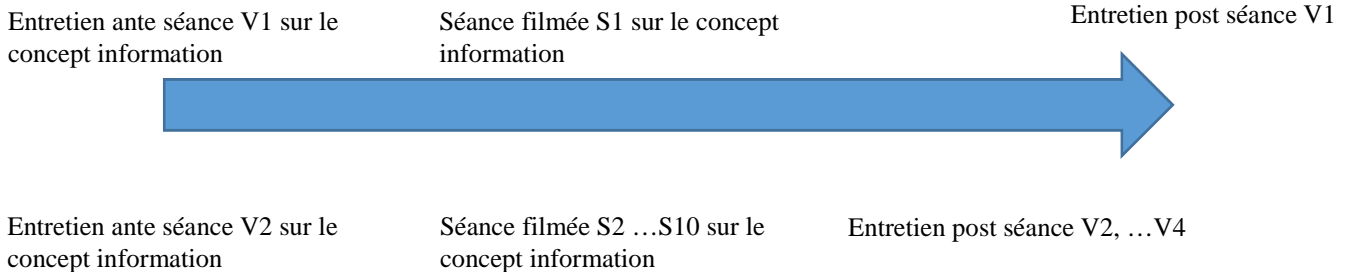 Entretien ante séance V1 sur le
concept information
Séance filmée S1 sur le concept
information
Entretien post séance V1
Entretien ante séance V2 sur le
concept information
Séance filmée S2 …S10 sur le
concept information
Entretien post séance V2, …V4